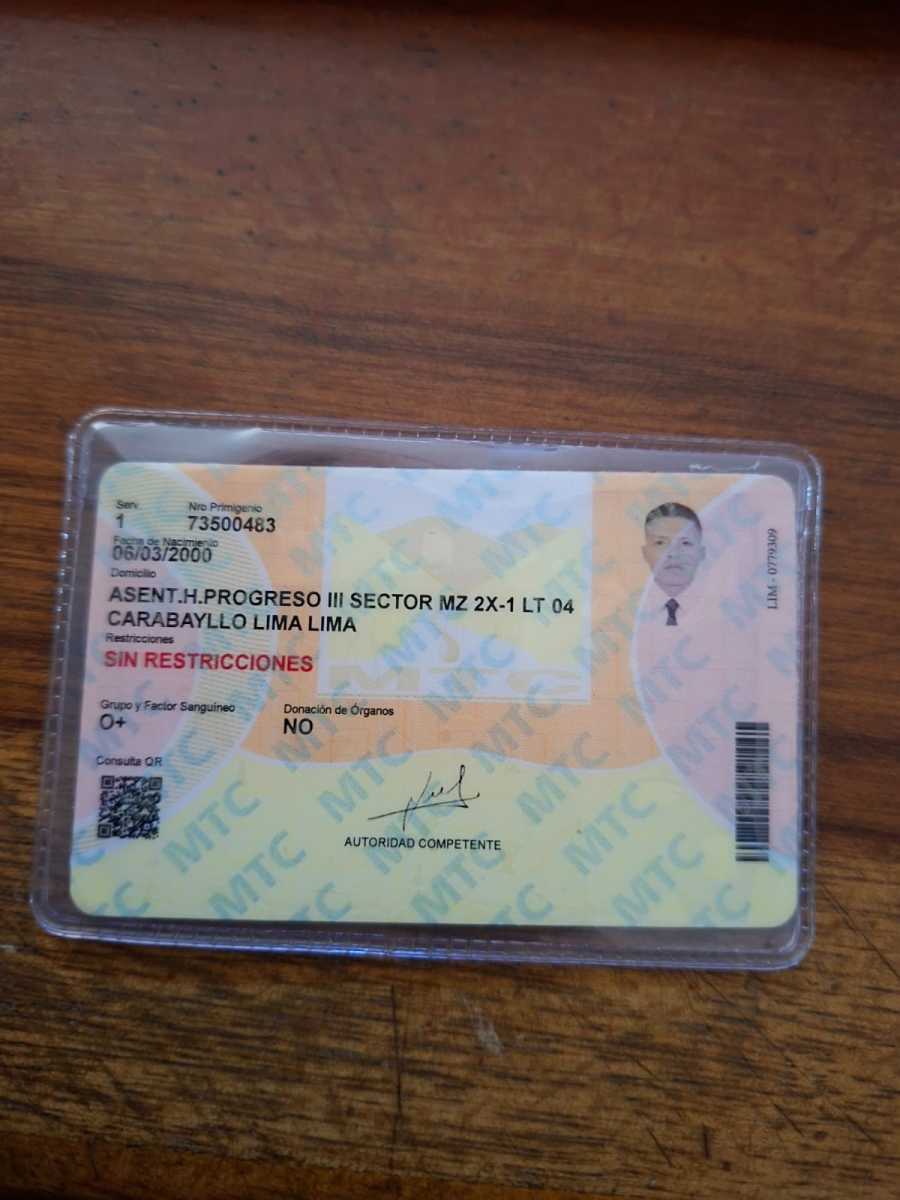 Serv. Nro Primigenio
1 73500483
Fecha de Nacimiento
06/03/2000
Domicilio
ASENT.H.PROGRESO III SECTOR MZ 2X-1 LT 04
CARABAYLLO LIMA LIMA
Restricciones
SIN RESTRICCIONES
Grupo y Factor Sanguíneo Donación de Órganos
O+ NO
Consulta QR
AUTORIDAD COMPETENTE
LIM - 0779309
MTC